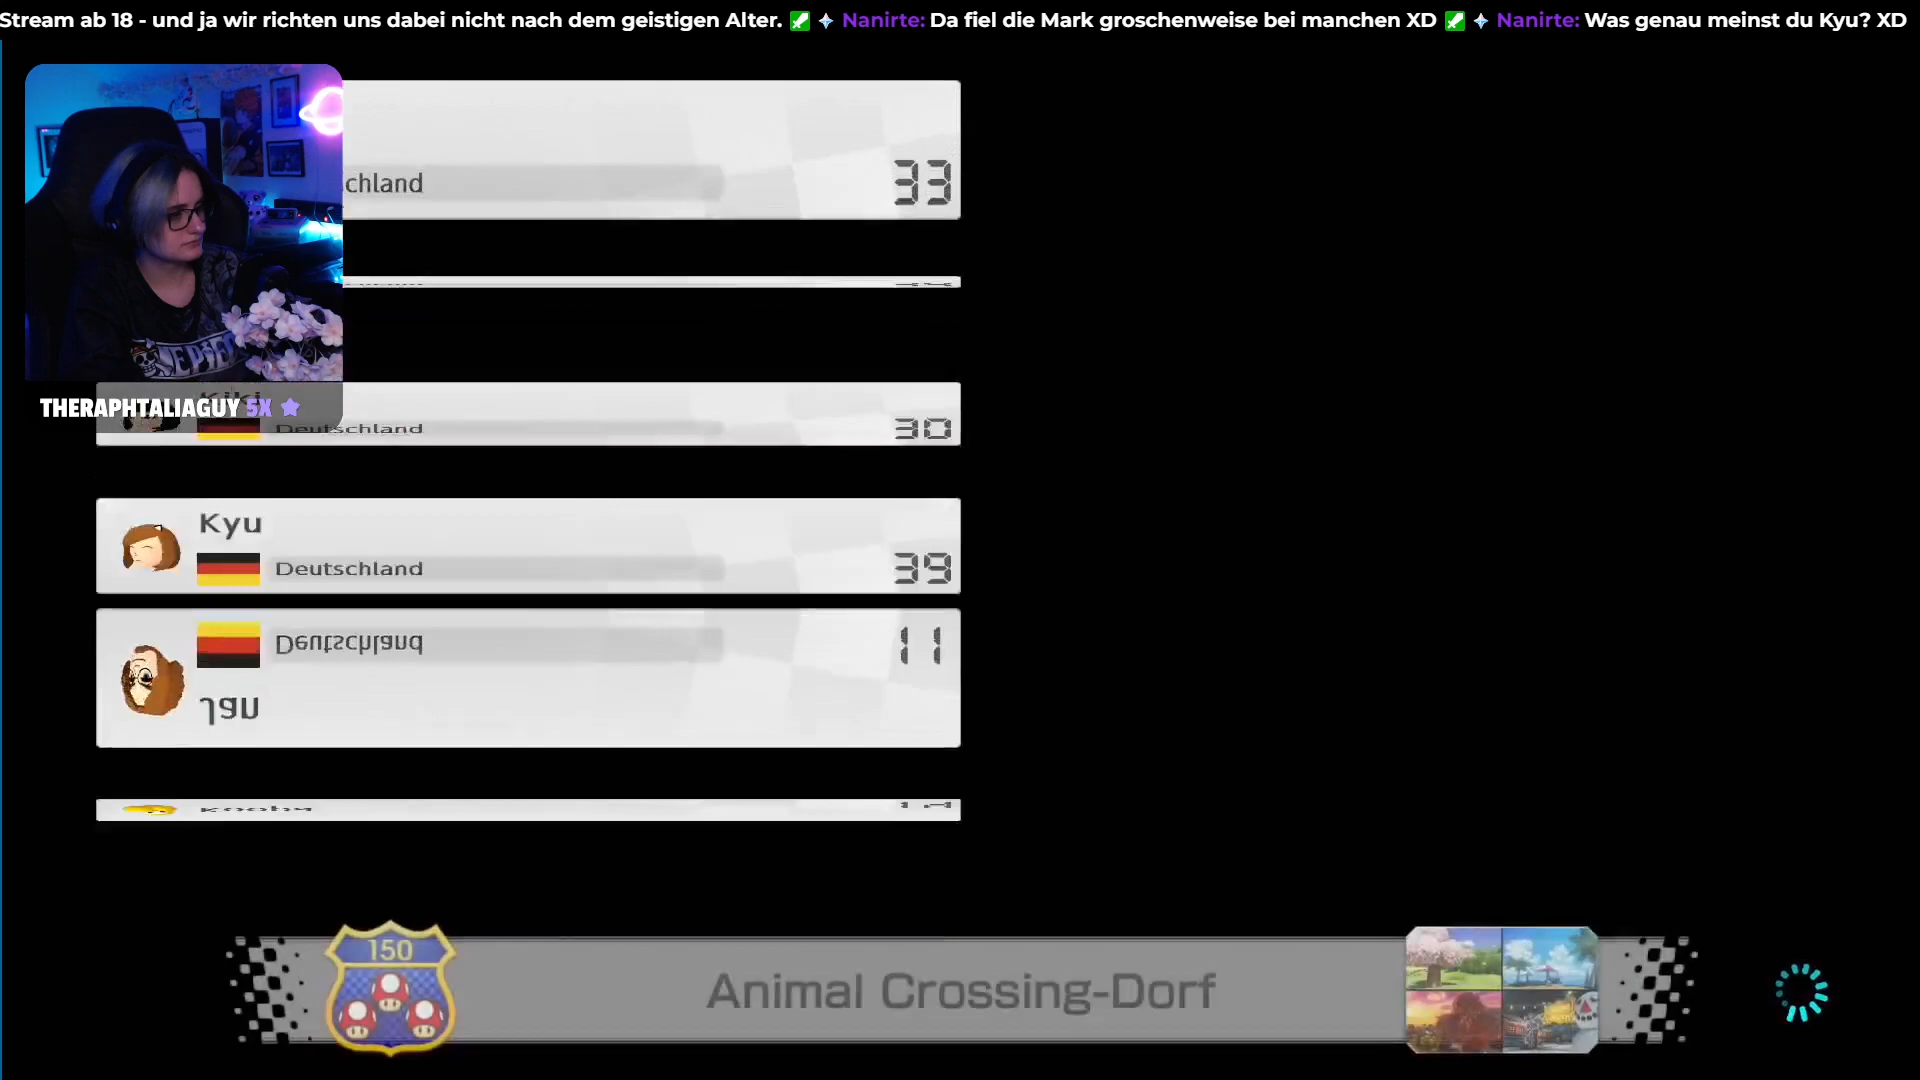 Stream ab 18 - und ja wir richten uns dabei nicht nach dem geistigen Alter. Nanirte: Da fiel die Mark groschenweise bei manchen XD Nanirte: Was genau meinst du Kyu? XD
chland
33
THERAPHTALIAGUY 5X
Kiki
Deutschland
30
Kyu
Deutschland
39
Deutschland
11
Jan
150
Animal Crossing-Dorf